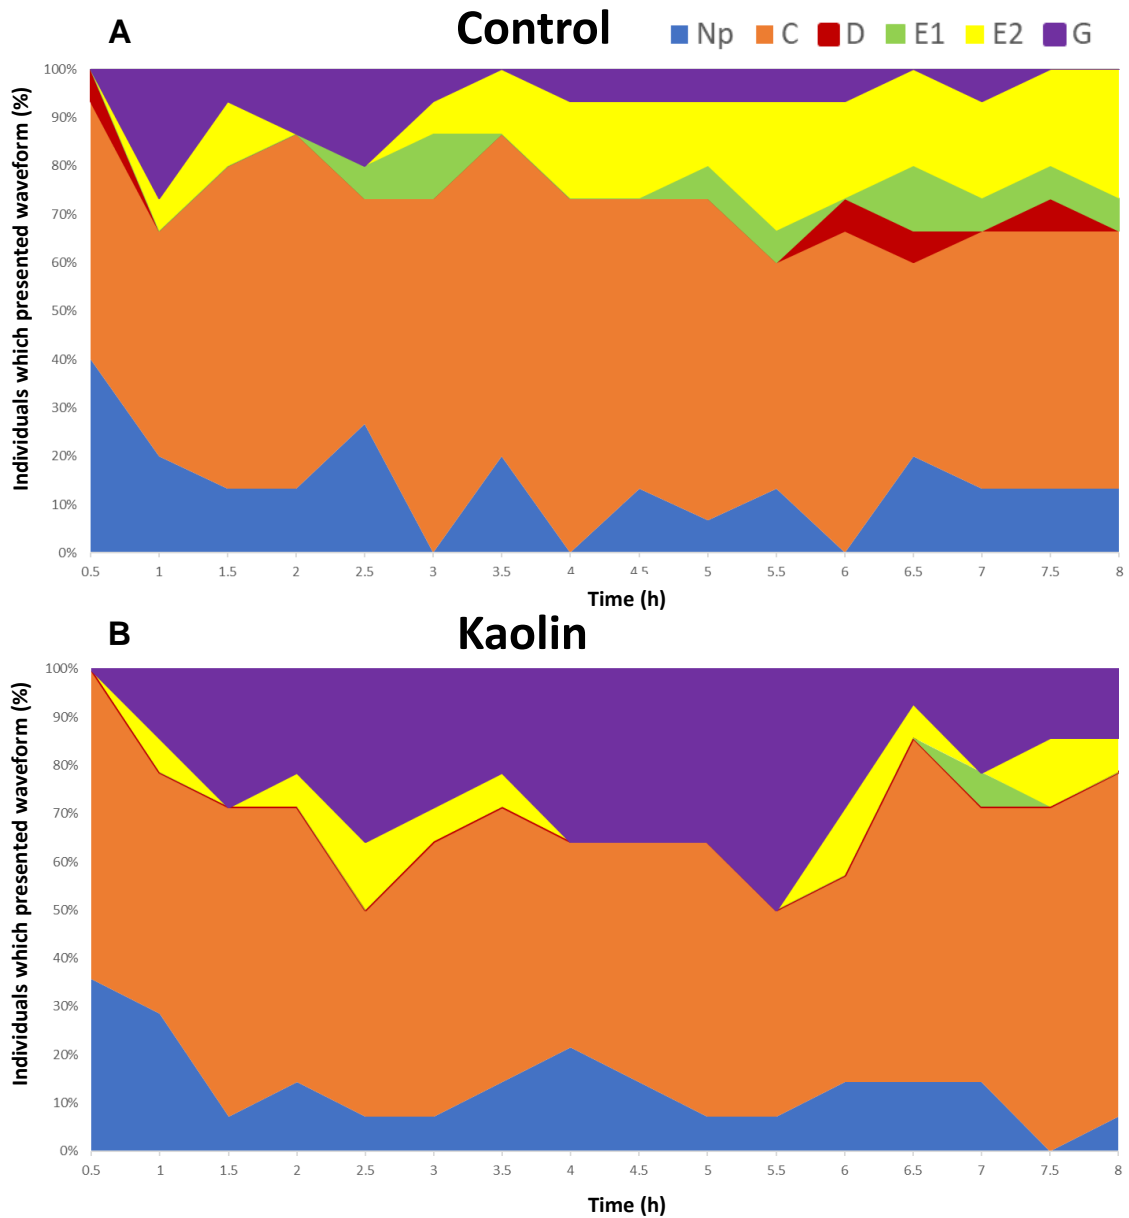 A
Control
Np C D E1 E2 G
Individuals which presented waveform (%)
100%
90%
80%
70%
60%
50%
40%
30%
20%
10%
0%
0.5 1 1.5 2 2.5 3 3.5 4 4.5 5 5.5 6 6.5 7 7.5 8
Time (h)
B
Kaolin
Individuals which presented waveform (%)
100%
90%
80%
70%
60%
50%
40%
30%
20%
10%
0%
0.5 1 1.5 2 2.5 3 3.5 4 4.5 5 5.5 6 6.5 7 7.5 8
Time (h)